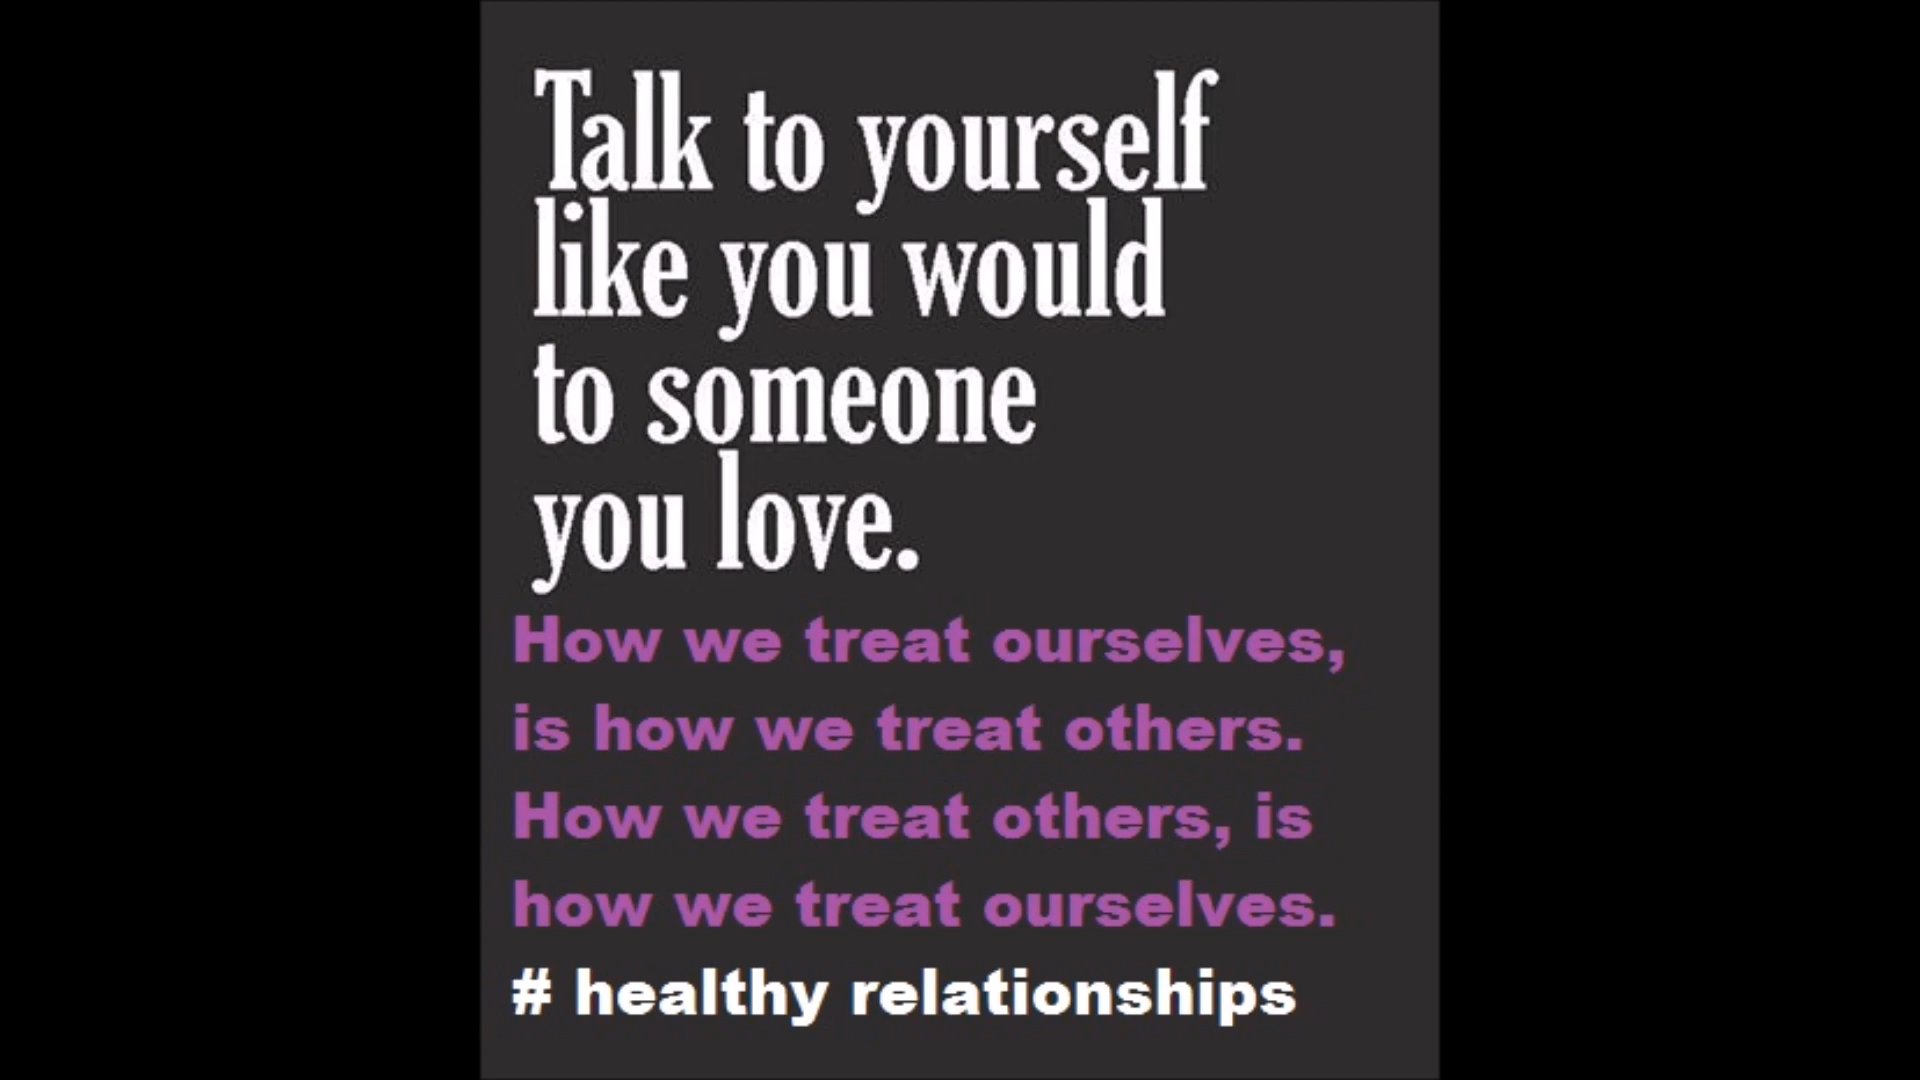 Talk to yourself
like you would
to someone
you love.
How we treat ourselves,
is how we treat others.
How we treat others, is
how we treat ourselves.
# healthy relationships